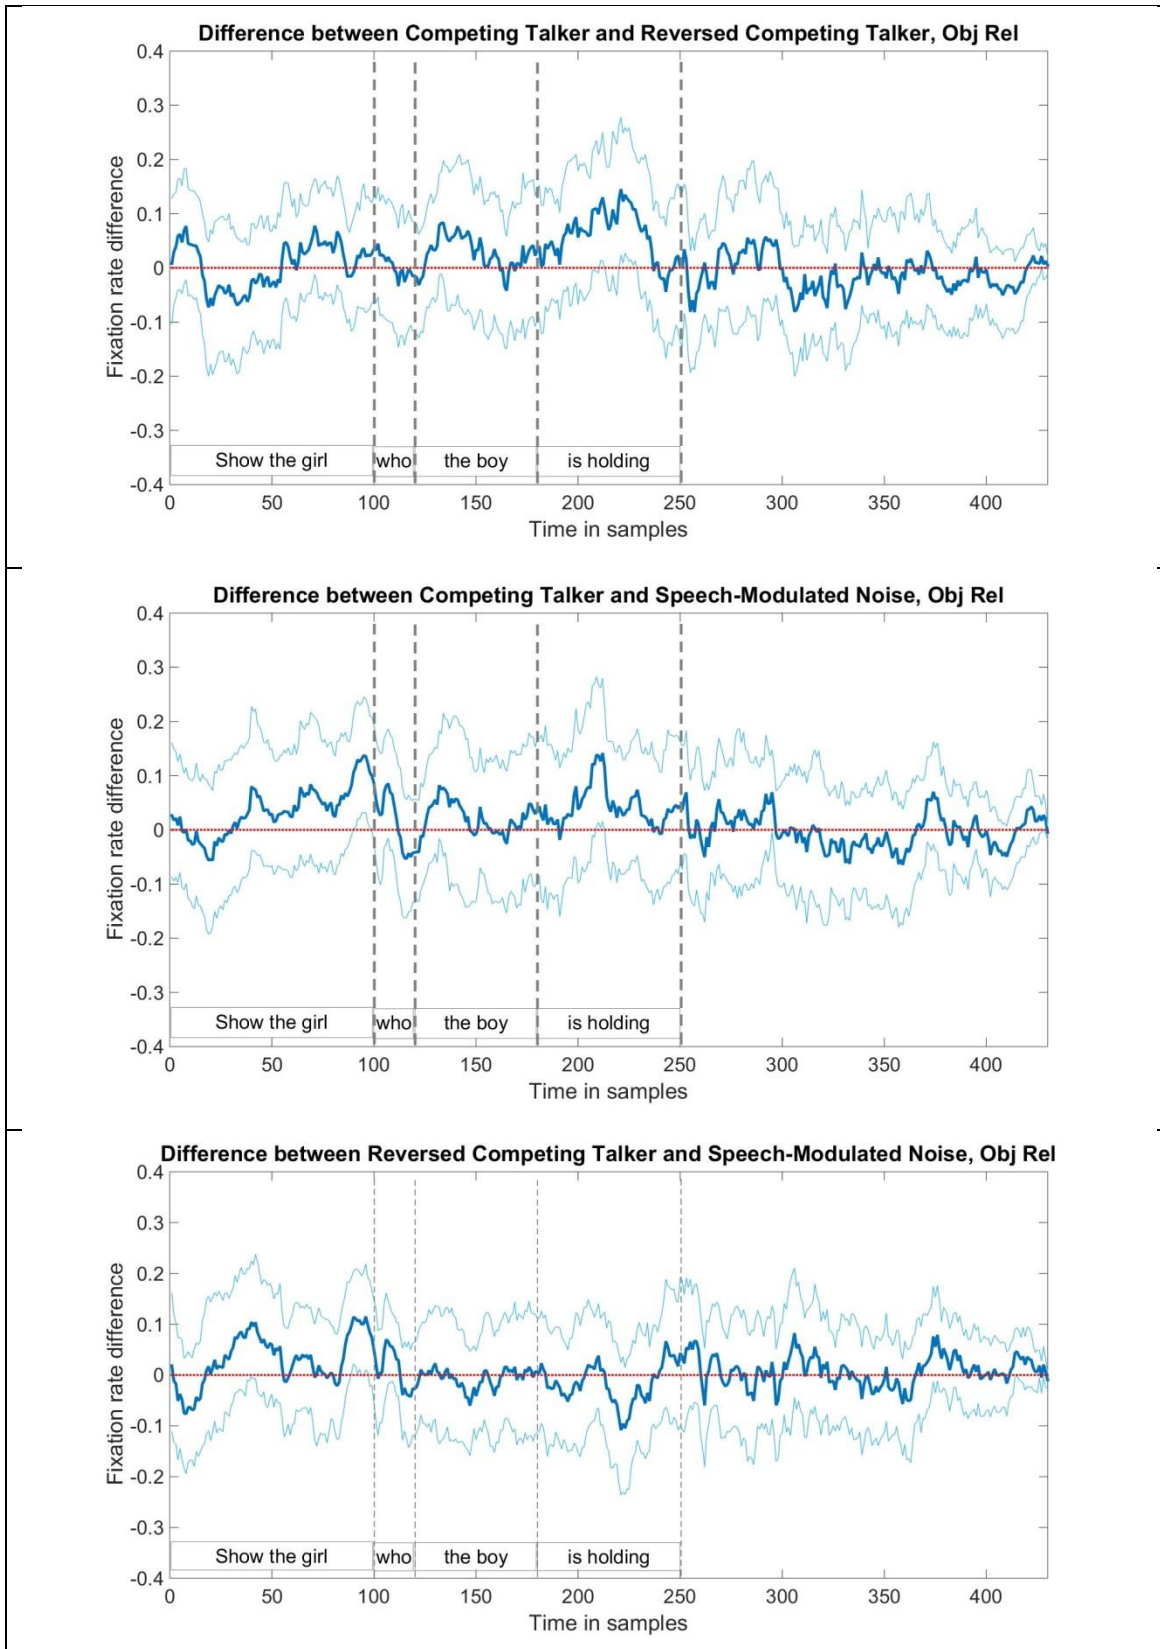 Difference between Competing Talker and Reversed Competing Talker, Obj Rel
0.4
0.3
0.2
0.1
0
-0.1
-0.2
-0.3
-0.4
Fixation rate difference
Show the girl who the boy is holding
0 50 100 150 200 250 300 350 400
Time in samples
Difference between Competing Talker and Speech-Modulated Noise, Obj Rel
0.4
0.3
0.2
0.1
0
-0.1
-0.2
-0.3
-0.4
Fixation rate difference
Show the girl who the boy is holding
0 50 100 150 200 250 300 350 400
Time in samples
Difference between Reversed Competing Talker and Speech-Modulated Noise, Obj Rel
0.4
0.3
0.2
0.1
0
-0.1
-0.2
-0.3
-0.4
Fixation rate difference
Show the girl who the boy is holding
0 50 100 150 200 250 300 350 400
Time in samples